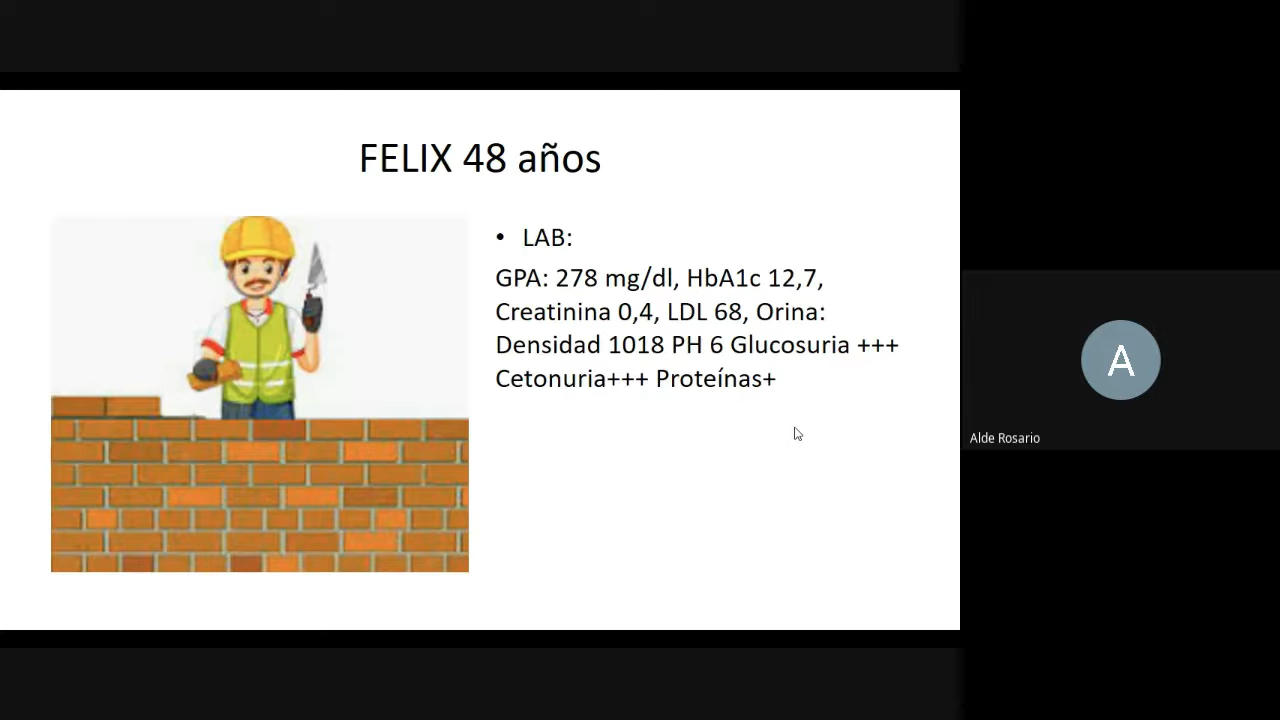 FELIX 48 años
• LAB:
GPA: 278 mg/dl, HbA1c 12,7,
Creatinina 0,4, LDL 68, Orina:
Densidad 1018 PH 6 Glucosuria +++
Cetonuria+++ Proteínas+
A
Alde Rosario